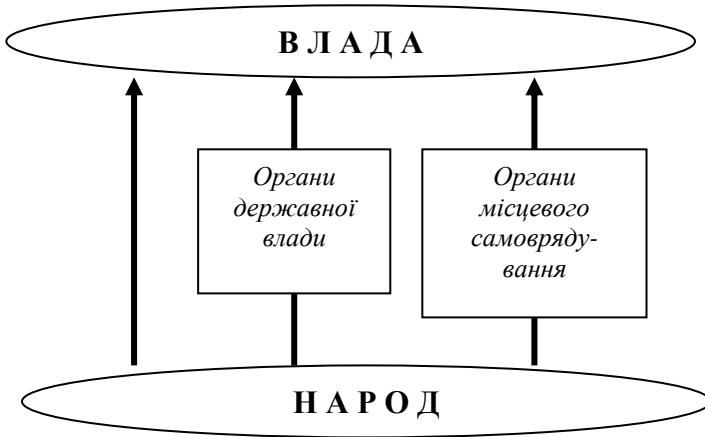 В Л А Д А
Органи
державної
влади
Органи
місцевого
самовряду-
вання
Н А Р О Д